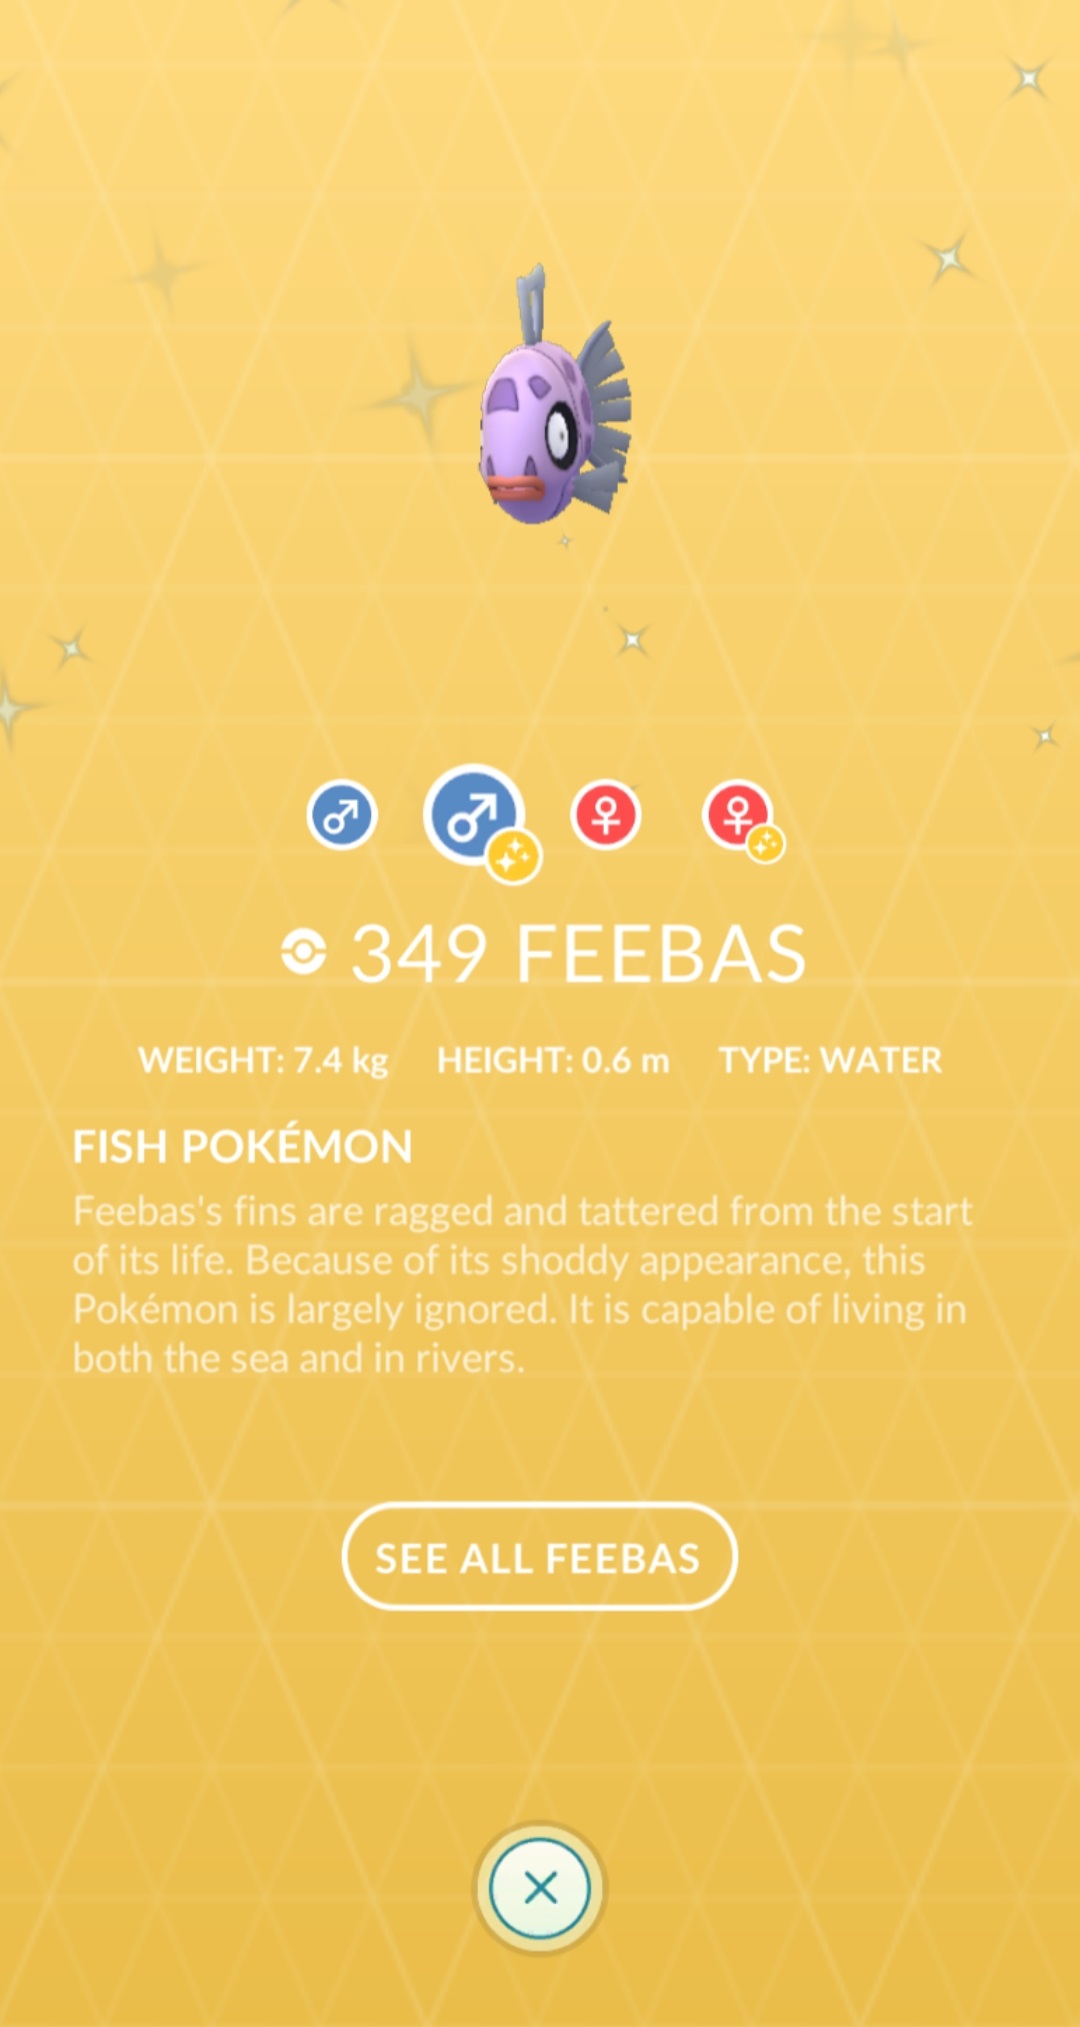 349 FEEBAS
WEIGHT: 7.4 kg HEIGHT: 0.6 m TYPE: WATER
FISH POKÉMON
Feebas's fins are ragged and tattered from the start
of its life. Because of its shoddy appearance, this
Pokémon is largely ignored. It is capable of living in
both the sea and in rivers.
SEE ALL FEEBAS